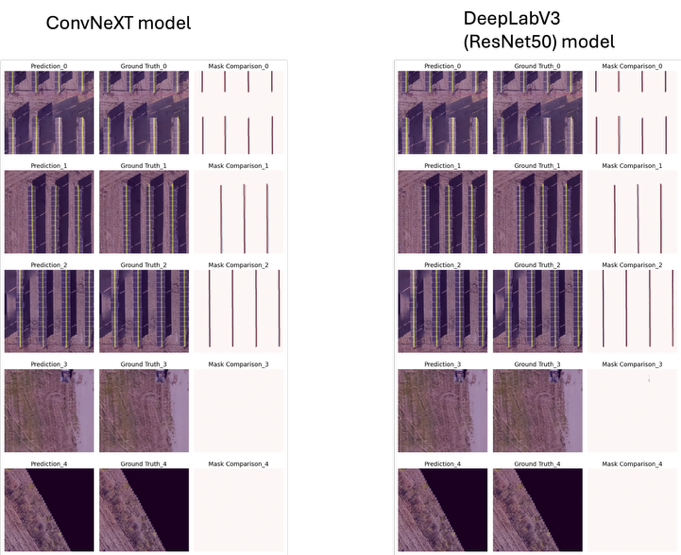 ConvNeXT model
DeepLabV3
(ResNet50) model
Prediction_0 Ground Truth_0 Mask Comparison_0
Prediction_0 Ground Truth_0 Mask Comparison_0
Prediction_1 Ground Truth_1 Mask Comparison_1
Prediction_1 Ground Truth_1 Mask Comparison_1
Prediction_2 Ground Truth_2 Mask Comparison_2
Prediction_2 Ground Truth_2 Mask Comparison_2
Prediction_3 Ground Truth_3 Mask Comparison_3
Prediction_3 Ground Truth_3 Mask Comparison_3
Prediction_4 Ground Truth_4 Mask Comparison_4
Prediction_4 Ground Truth_4 Mask Comparison_4